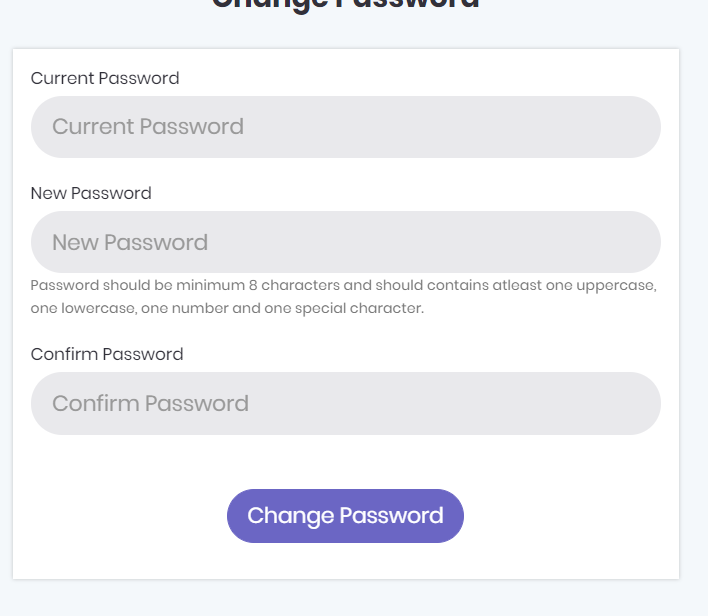 Change Password
Current Password
Current Password
New Password
New Password
Password should be minimum 8 characters and should contains atleast one uppercase,
one lowercase, one number and one special character.
Confirm Password
Confirm Password
Change Password